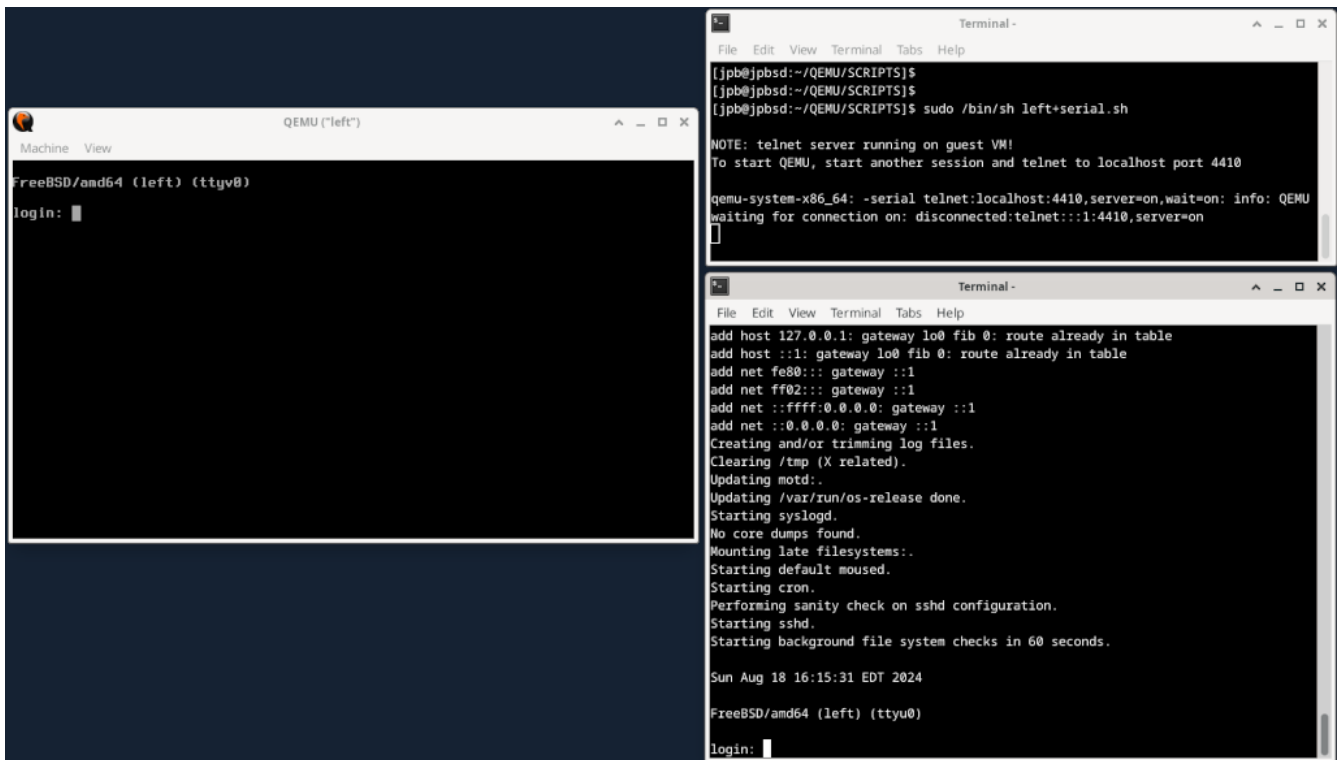 QEMU ("left")
Machine View
FreeBSD/amd64 (left) (ttyv0)
login:
Terminal -
File Edit View Terminal Tabs Help
[jpb@jpbsd:~/QEMU/SCRIPTS]$
[jpb@jpbsd:~/QEMU/SCRIPTS]$
[jpb@jpbsd:~/QEMU/SCRIPTS]$ sudo /bin/sh left+serial.sh
NOTE: telnet server running on guest VM!
To start QEMU, start another session and telnet to localhost port 4410
qemu-system-x86_64: -serial telnet:localhost:4410,server=on,wait=on: info: QEMU
waiting for connection on: disconnected:telnet:::1:4410,server=on
Terminal -
File Edit View Terminal Tabs Help
add host 127.0.0.1: gateway lo0 fib 0: route already in table
add host ::1: gateway lo0 fib 0: route already in table
add net fe80::: gateway ::1
add net ff02::: gateway ::1
add net ::ffff:0.0.0.0: gateway ::1
add net ::0.0.0.0: gateway ::1
Creating and/or trimming log files.
Clearing /tmp (X related).
Updating motd:.
Updating /var/run/os-release done.
Starting syslogd.
No core dumps found.
Mounting late filesystems:.
Starting default moused.
Starting cron.
Performing sanity check on sshd configuration.
Starting sshd.
Starting background file system checks in 60 seconds.
Sun Aug 18 16:15:31 EDT 2024
FreeBSD/amd64 (left) (ttyu0)
login: